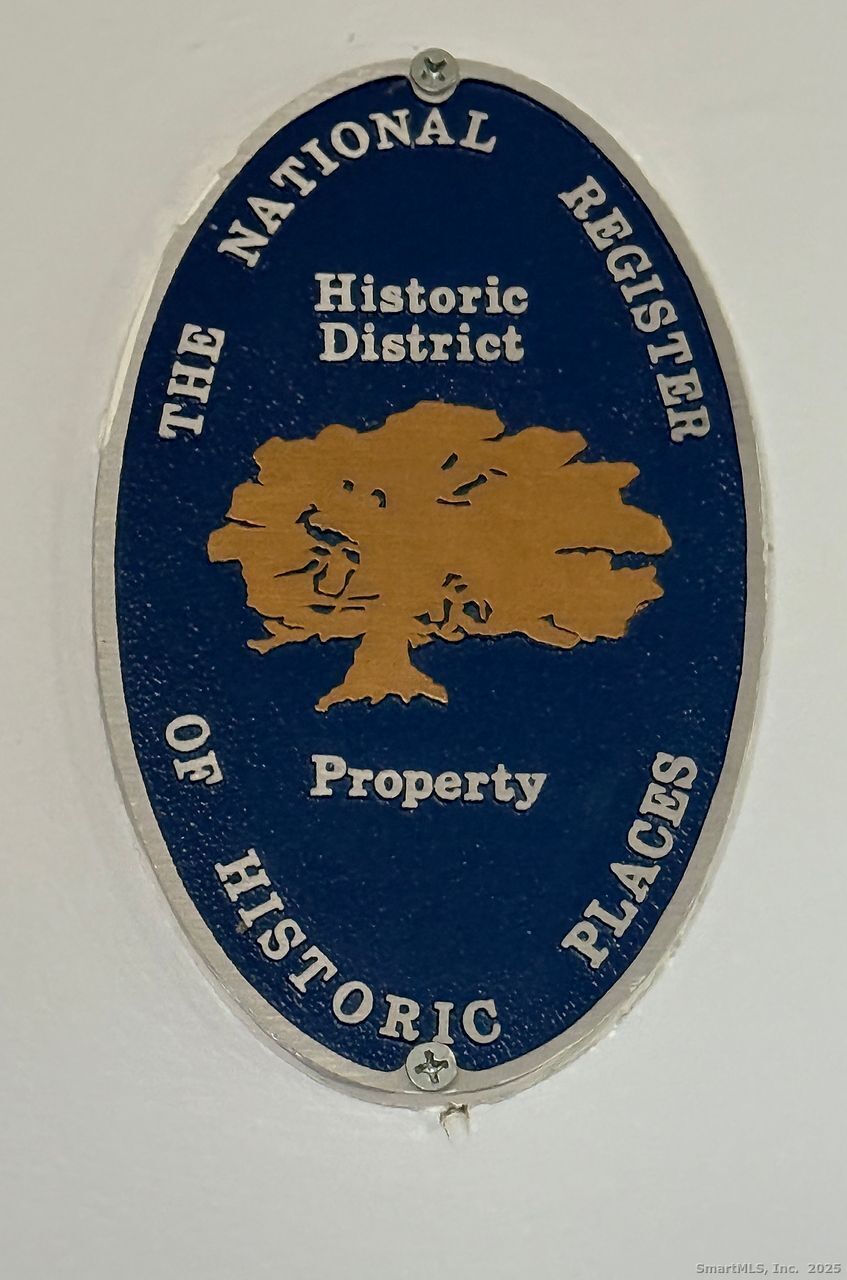 THE NATIONAL REGISTER
Historic
District
Property
OF HISTORIC PLACES
SmartMLS, Inc. 2025